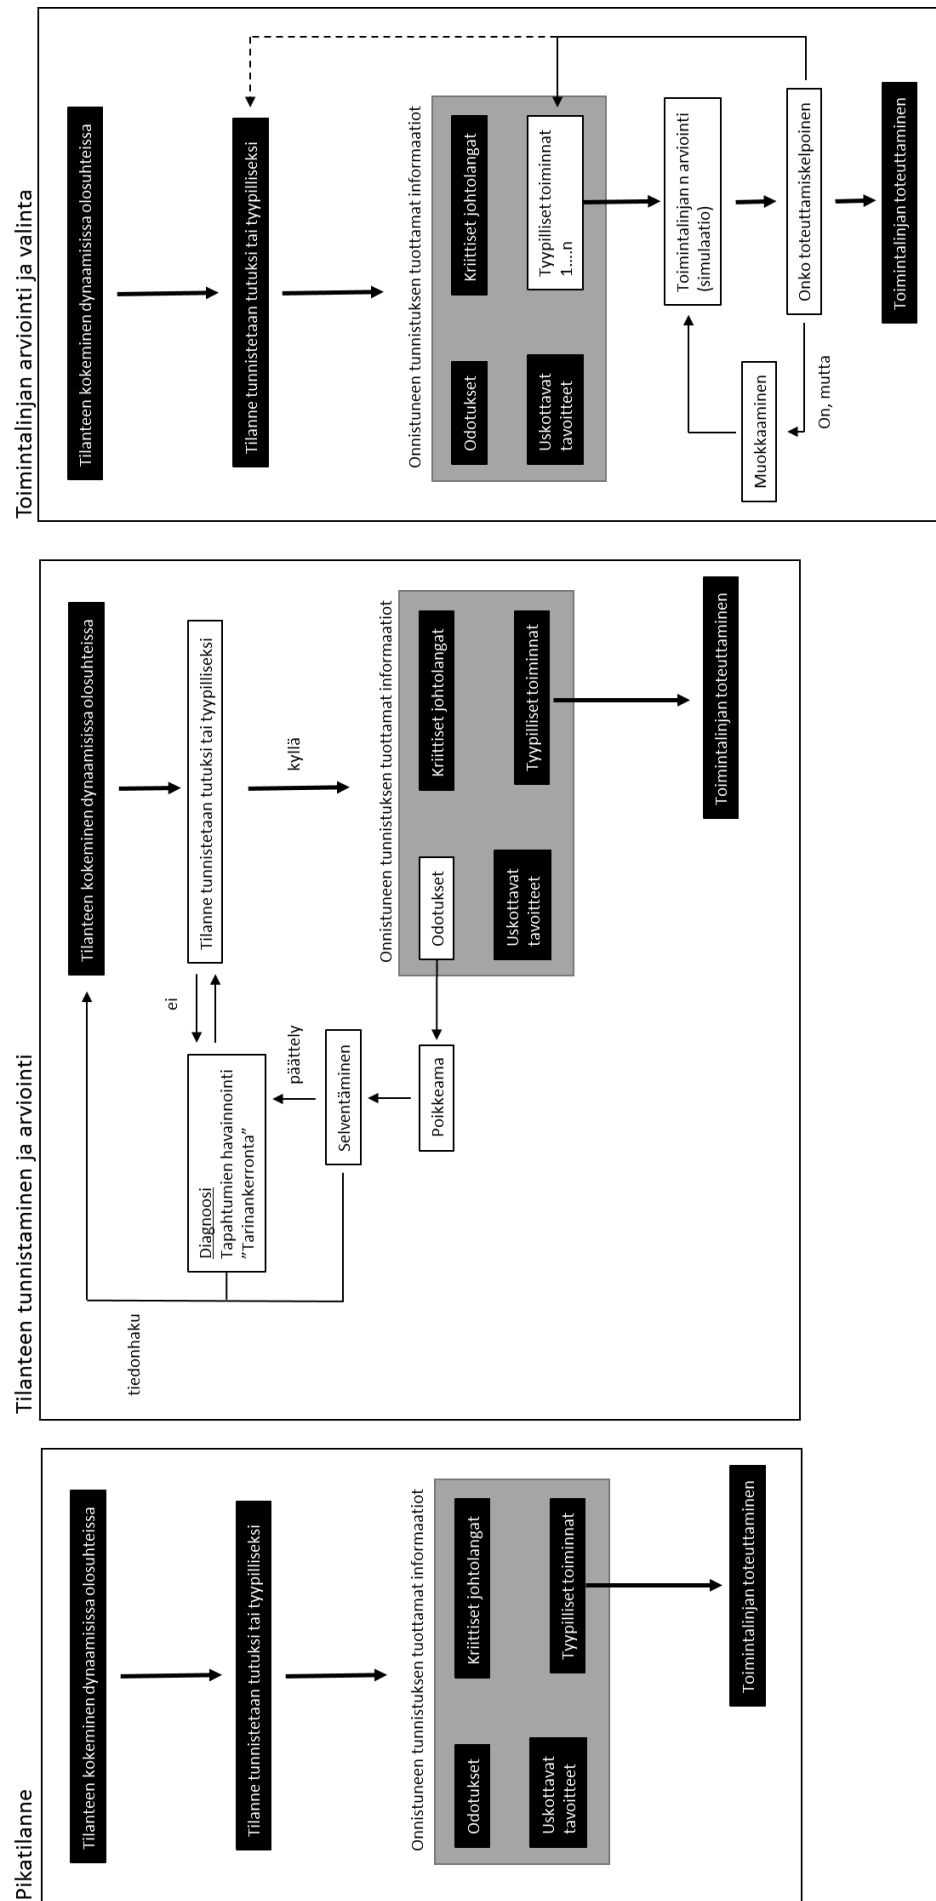 Pikatilanne
Tilanteen kokeminen dynaamisissa olosuhteissa
Tilanne tunnistetaan tutuksi tai tyypilliseksi
Onnistuneen tunnistuksen tuottamat informaatiot
Odotukset
Kriittiset johtolangat
Uskottavat
tavoitteet
Tyypilliset toiminnat
Toimintalinjan toteuttaminen
Tilanteen tunnistaminen ja arviointi
Tilanteen kokeminen dynaamisissa olosuhteissa
tiedonhaku
Diagnoosi
Tapahtumien havainnointi
”Tarinankerronta”
ei
Tilanne tunnistetaan tutuksi tai tyypilliseksi
päättely
kyllä
Selventäminen
Onnistuneen tunnistuksen tuottamat informaatiot
Poikkeama
Odotukset
Kriittiset johtolangat
Uskottavat
tavoitteet
Tyypilliset toiminnat
Toimintalinjan toteuttaminen
Toimintalinjan arviointi ja valinta
Tilanteen kokeminen dynaamisissa olosuhteissa
Tilanne tunnistetaan tutuksi tai tyypilliseksi
Onnistuneen tunnistuksen tuottamat informaatiot
Odotukset
Kriittiset johtolangat
Uskottavat
tavoitteet
Tyypilliset toiminnat
1....n
Toimintalinjan n arviointi
(simulaatio)
Muokkaaminen
Onko toteuttamiskelpoinen
On, mutta
Toimintalinjan toteuttaminen